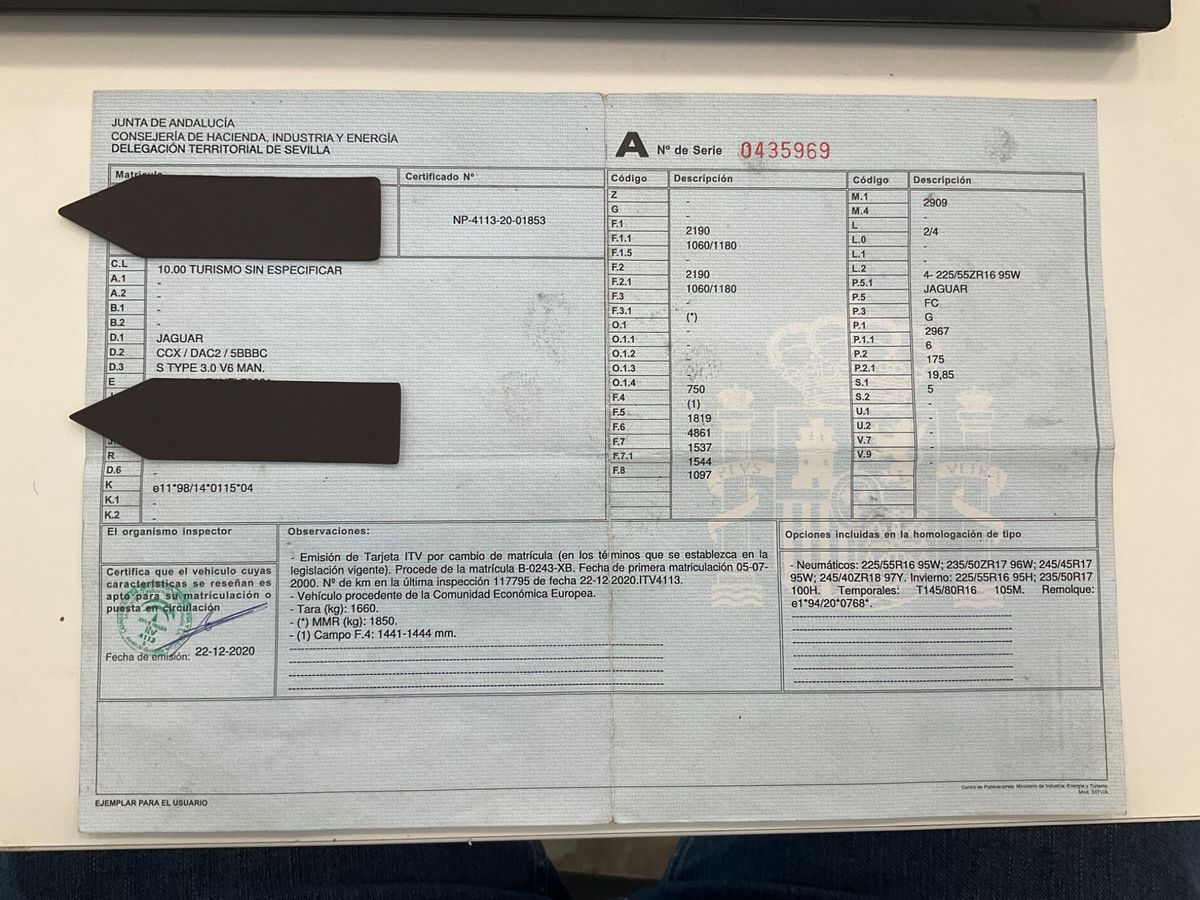 JUNTA DE ANDALUCÍA
CONSEJERÍA DE HACIENDA, INDUSTRIA Y ENERGÍA
DELEGACIÓN TERRITORIAL DE SEVILLA
A Nº de Serie 0435969
Certificado Nº
NP-4113-20-01853
C.L 10.00 TURISMO SIN ESPECIFICAR
A.1 -
A.2 -
B.1 -
B.2 -
D.1 JAGUAR
D.2 CCX / DAC2 / 5BBBC
D.3 S TYPE 3.0 V6 MAN.
E
R
D.6 -
K e11*98/14*0115*04
K.1 -
K.2 -
Código Descripción
Z -
G -
F.1 2190
F.1.1 1060/1180
F.1.5 -
F.2 2190
F.2.1 1060/1180
F.3 -
F.3.1 (*)
O.1 -
O.1.1 -
O.1.2 -
O.1.3 -
O.1.4 750
F.4 (1)
F.5 1819
F.6 4861
F.7 1537
F.7.1 1544
F.8 1097
Código Descripción
M.1 2909
M.4 -
L 2/4
L.0 -
L.1
L.2 4- 225/55ZR16 95W
P.5.1 JAGUAR
P.5 FC
P.3 G
P.1 2967
P.1.1 6
P.2 175
P.2.1 19,85
S.1 5
S.2 -
U.1 -
U.2 -
V.7 -
V.9 -
El organismo inspector
Certifica que el vehículo cuyas
características se reseñan es
apto para su matriculación o
puesta en circulación
ITV
4113
Fecha de emisión: 22-12-2020
Observaciones:
- Emisión de Tarjeta ITV por cambio de matrícula (en los términos que se establezca en la
legislación vigente). Procede de la matrícula B-0243-XB. Fecha de primera matriculación 05-07-
2000. Nº de km en la última inspección 117795 de fecha 22-12-2020.ITV4113.
- Vehículo procedente de la Comunidad Económica Europea.
- Tara (kg): 1660.
- (*) MMR (kg): 1850.
- (1) Campo F.4: 1441-1444 mm.
Opciones incluidas en la homologación de tipo
- Neumáticos: 225/55R16 95W; 235/50ZR17 96W; 245/45R17
95W; 245/40ZR18 97Y. Invierno: 225/55R16 95H; 235/50R17
100H. Temporales: T145/80R16 105M. Remolque:
e1*94/20*0768*.
EJEMPLAR PARA EL USUARIO
Centro de Publicaciones. Ministerio de Industria, Energía y Turismo
Mod. TEITV/A